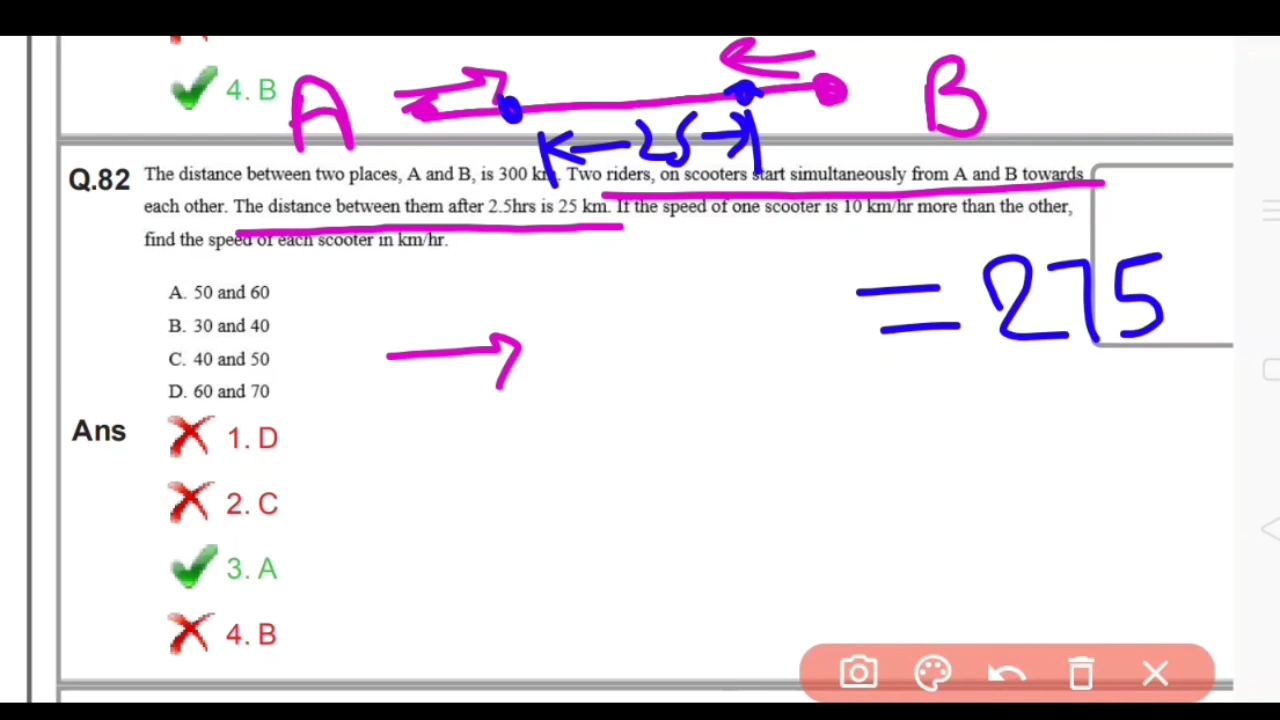 4. B
A
B
25
Q.82 The distance between two places, A and B, is 300 km. Two riders, on scooters start simultaneously from A and B towards
each other. The distance between them after 2.5hrs is 25 km. If the speed of one scooter is 10 km/hr more than the other,
find the speed of each scooter in km/hr.
= 275
A. 50 and 60
B. 30 and 40
C. 40 and 50
D. 60 and 70
Ans
1. D
2. C
3. A
4. B